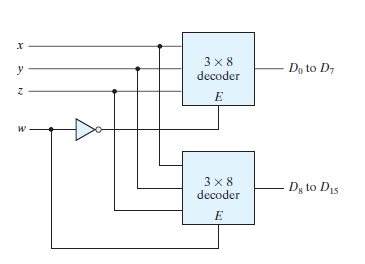 x
y
z
w
3 × 8
decoder
E
D₀ to D₇
3 × 8
decoder
E
D₈ to D₁₅